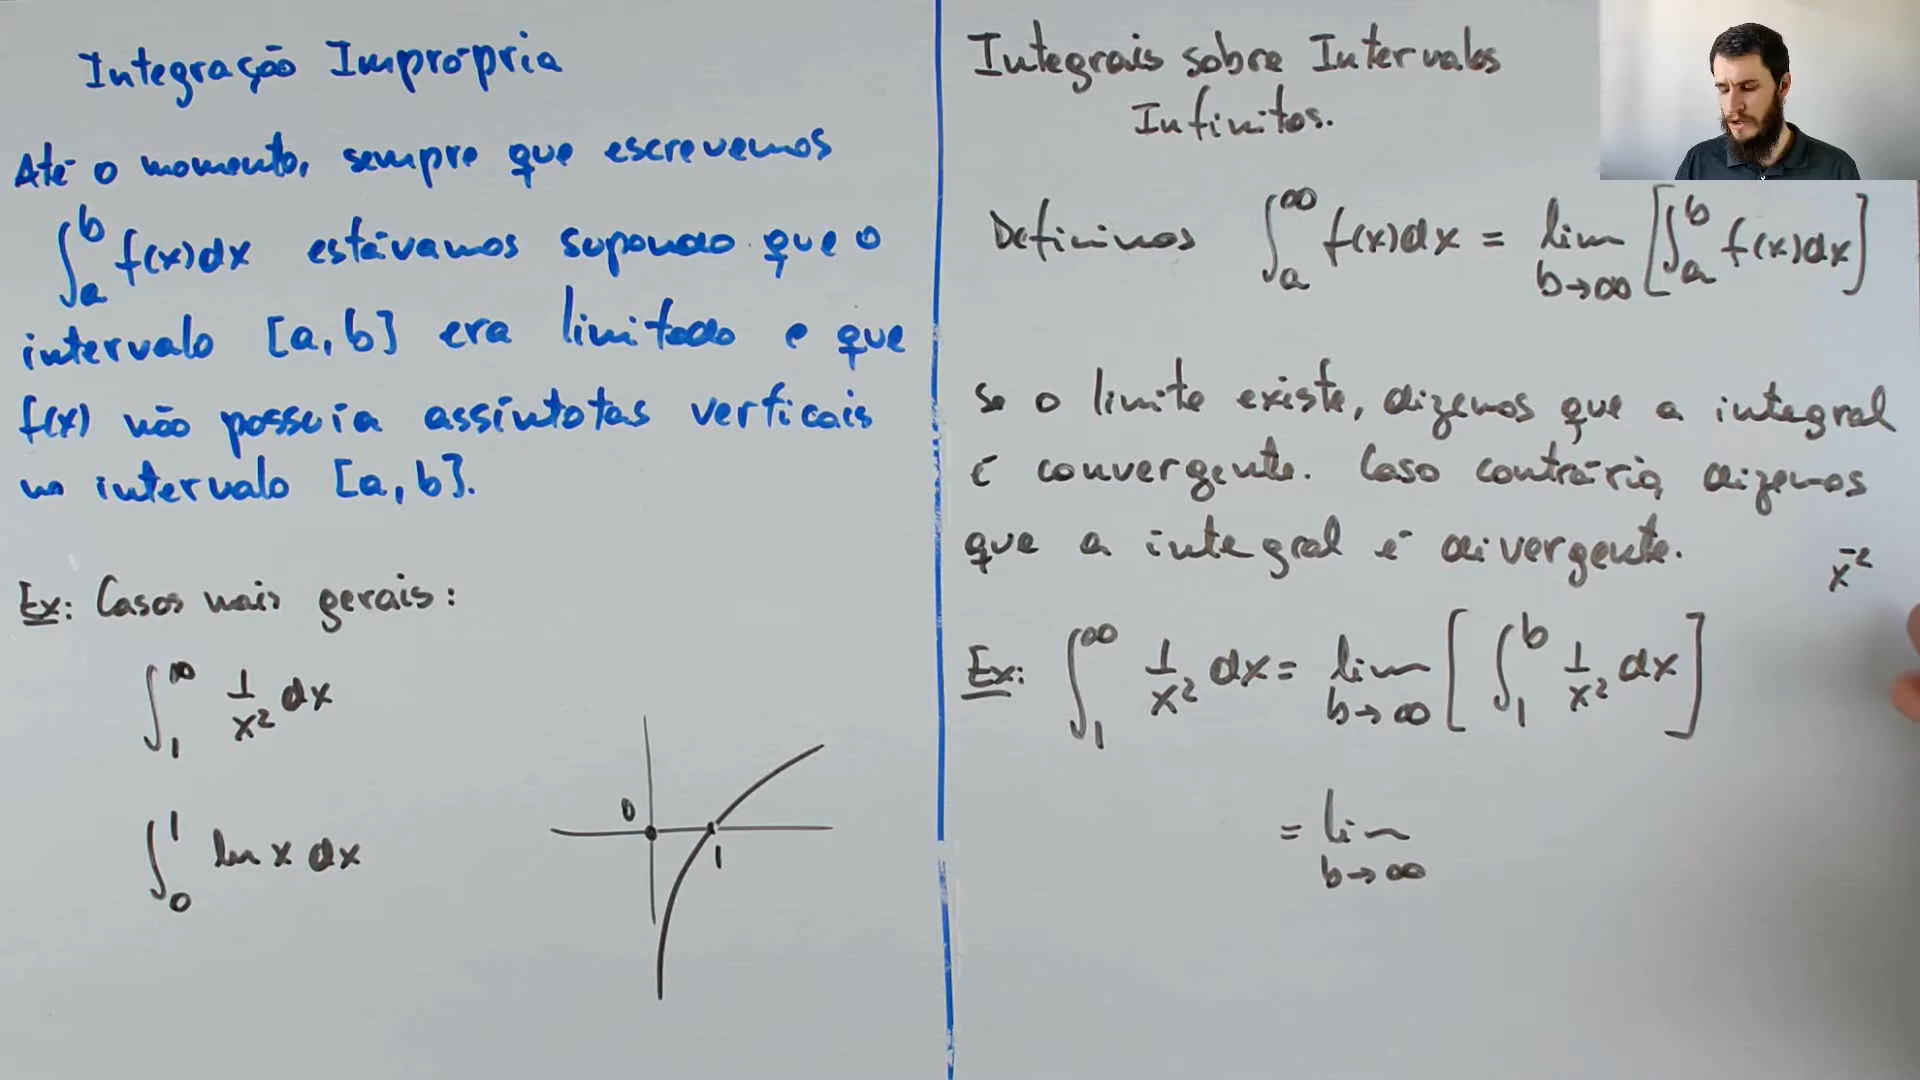 Integração Imprópria
Até o momento, sempre que escrevemos
∫_a^b f(x)dx estávamos supondo que o
intervalo [a,b] era limitado e que
f(x) não possuia assíntotas verticais
no intervalo [a,b].
Ex: Casos mais gerais:
∫_1^∞ 1/x² dx
∫_0^1 ln x dx
0
1
Integrais sobre Intervalos
Infinitos.
Definimos ∫_a^∞ f(x)dx = lim_{b→∞} [∫_a^b f(x)dx]
Se o limite existe, dizemos que a integral
é convergente. Caso contrário, dizemos
que a integral é divergente.
x^-2
Ex: ∫_1^∞ 1/x² dx = lim_{b→∞} [∫_1^b 1/x² dx]
= lim_{b→∞}